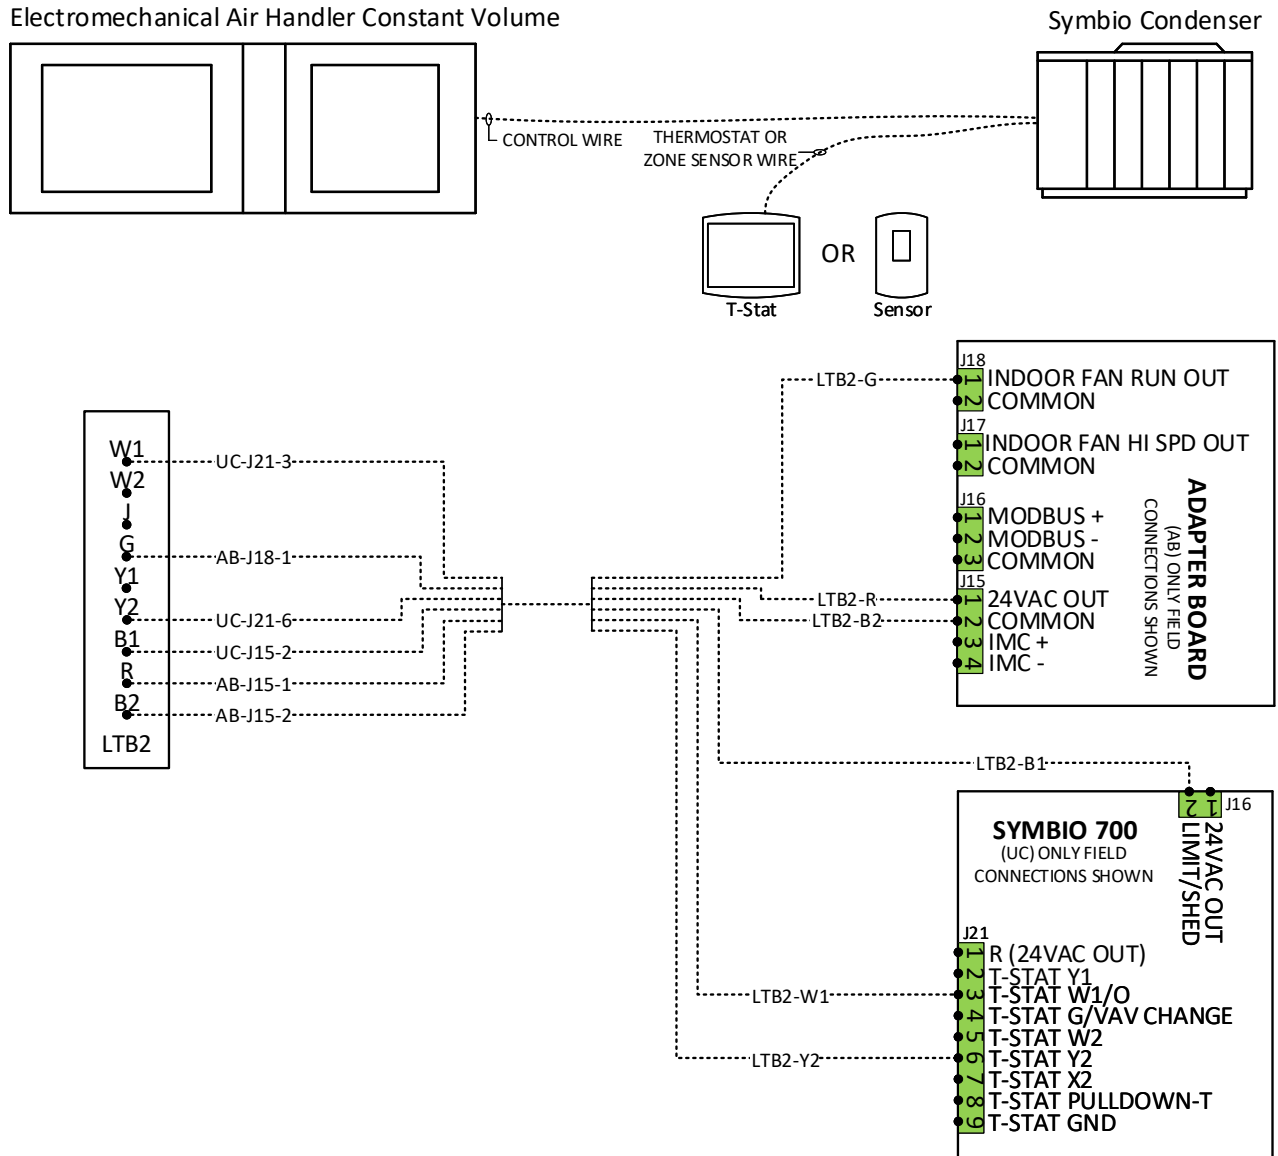 Electromechanical Air Handler Constant Volume
Symbio Condenser
CONTROL WIRE
THERMOSTAT OR
ZONE SENSOR WIRE
OR
T-Stat
Sensor
W1
W2
J
G
Y1
Y2
B1
R
B2
LTB2
UC-J21-3
AB-J18-1
UC-J21-6
UC-J15-2
AB-J15-1
AB-J15-2
LTB2-G
LTB2-R
LTB2-B2
J18
1 INDOOR FAN RUN OUT
2 COMMON
J17
1 INDOOR FAN HI SPD OUT
2 COMMON
J16
1 MODBUS +
2 MODBUS -
3 COMMON
J15
1 24VAC OUT
2 COMMON
3 IMC +
4 IMC -
ADAPTER BOARD
(AB) ONLY FIELD
CONNECTIONS SHOWN
LTB2-B1
J16
1 24VAC OUT
2 LIMIT/SHED
SYMBIO 700
(UC) ONLY FIELD
CONNECTIONS SHOWN
LTB2-W1
LTB2-Y2
J21
1 R (24VAC OUT)
2 T-STAT Y1
3 T-STAT W1/O
4 T-STAT G/VAV CHANGE
5 T-STAT W2
6 T-STAT Y2
7 T-STAT X2
8 T-STAT PULLDOWN-T
9 T-STAT GND